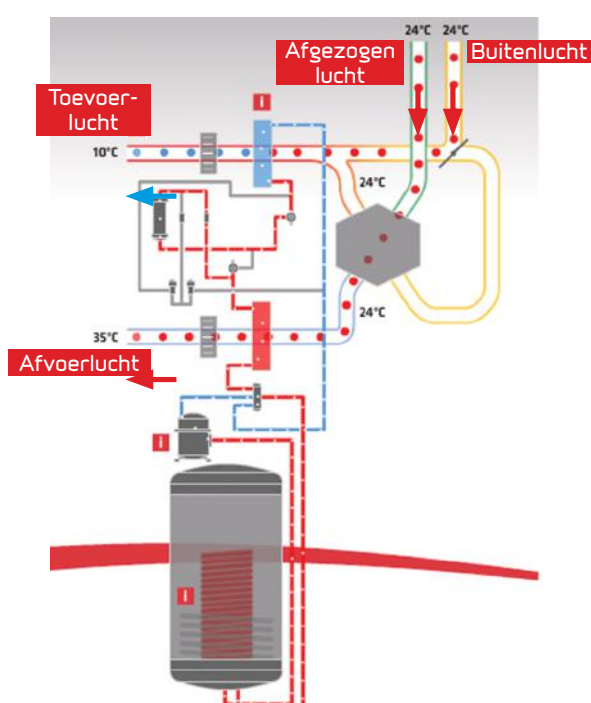 24°C 24°C
Afgezogen
lucht
Buitenlucht
Toevoer-
lucht
i
10°C
24°C
24°C
35°C
Afvoerlucht
i
i